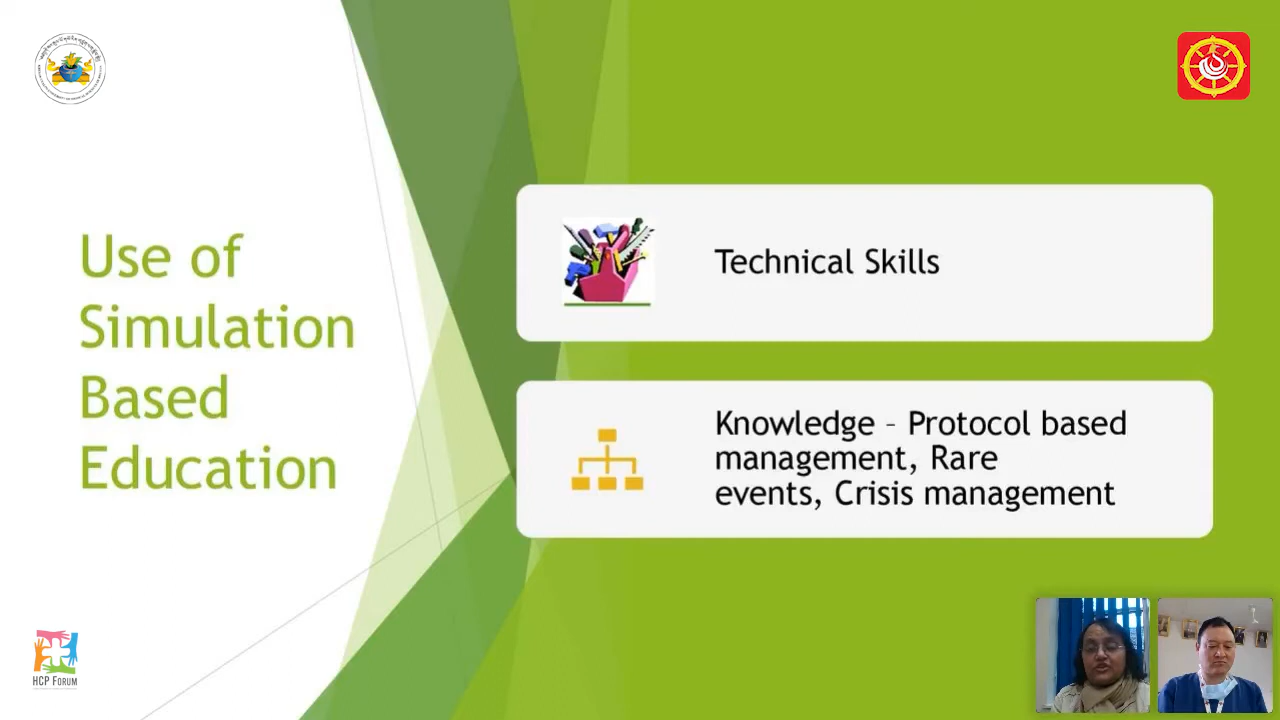 Use of
Simulation
Based
Education
Technical Skills
Knowledge – Protocol based
management, Rare
events, Crisis management
HCP FORUM